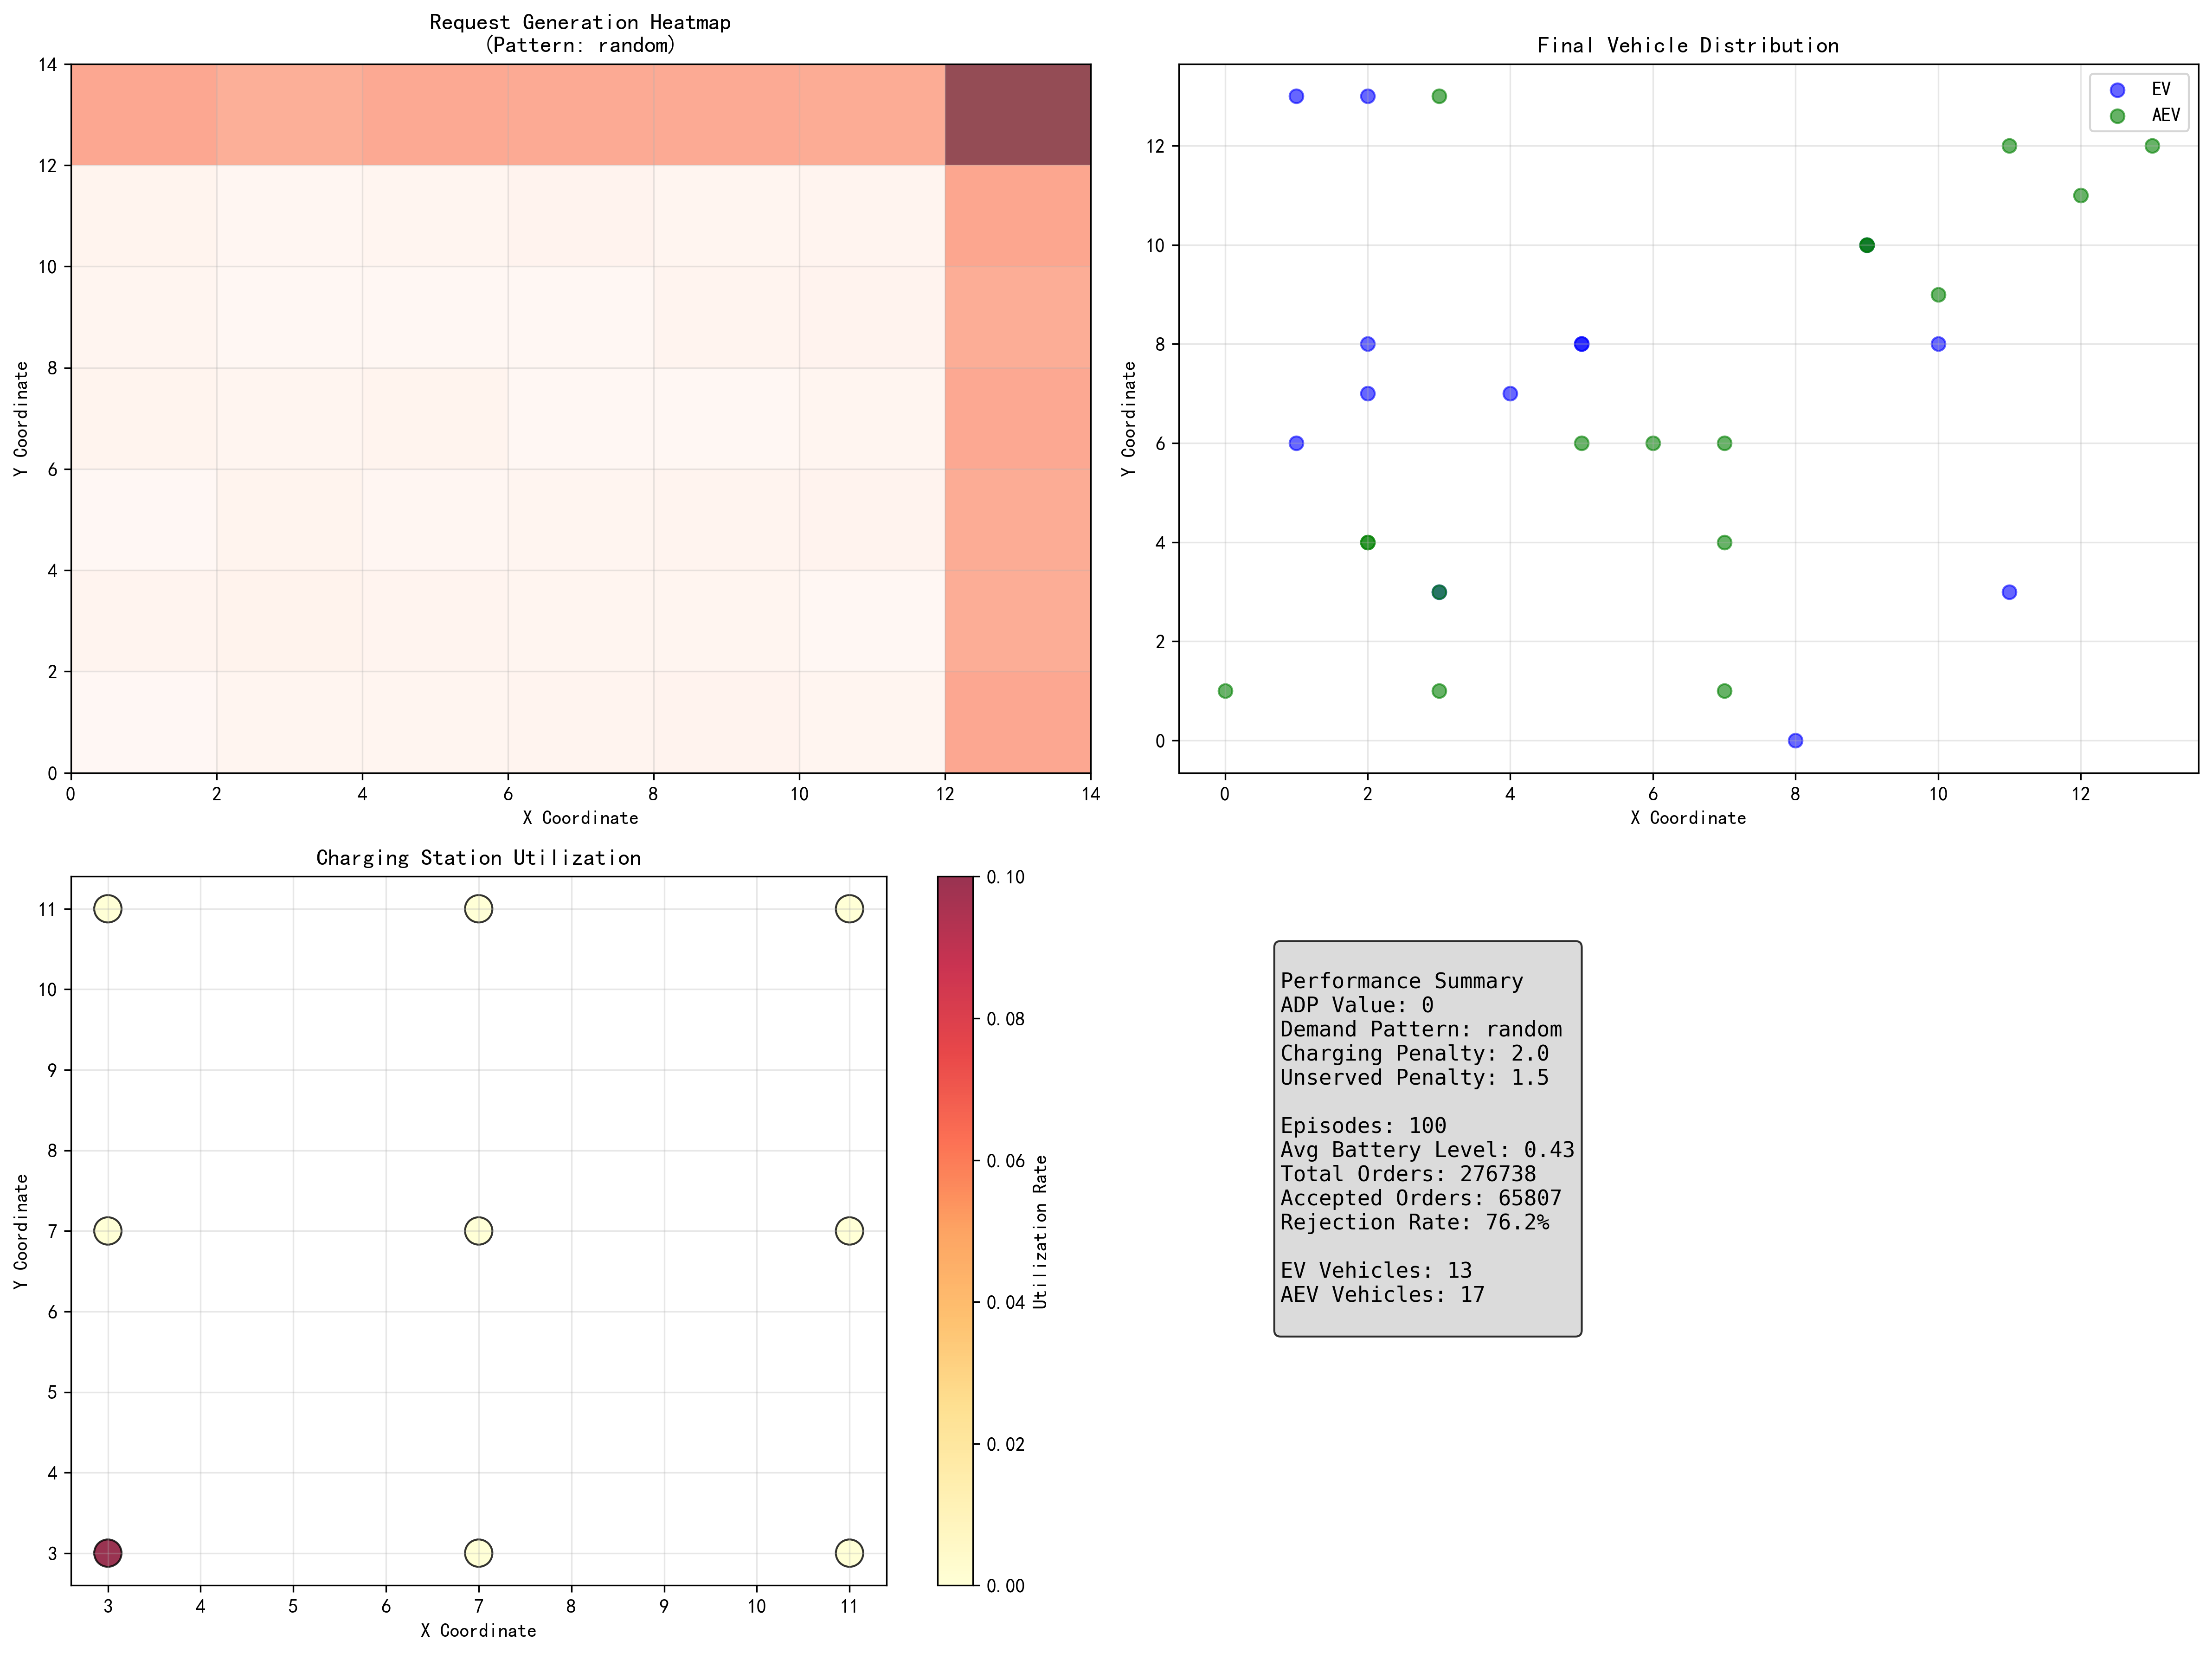 Request Generation Heatmap
(Pattern: random)
14
12
10
8
6
4
2
0
Y Coordinate
0 2 4 6 8 10 12 14
X Coordinate
Final Vehicle Distribution
EV
AEV
12
10
8
6
4
2
0
Y Coordinate
0 2 4 6 8 10 12
X Coordinate
Charging Station Utilization
11
10
9
8
7
6
5
4
3
Y Coordinate
3 4 5 6 7 8 9 10 11
X Coordinate
0.10
0.08
0.06
0.04
0.02
0.00
Utilization Rate
Performance Summary
ADP Value: 0
Demand Pattern: random
Charging Penalty: 2.0
Unserved Penalty: 1.5
Episodes: 100
Avg Battery Level: 0.43
Total Orders: 276738
Accepted Orders: 65807
Rejection Rate: 76.2%
EV Vehicles: 13
AEV Vehicles: 17